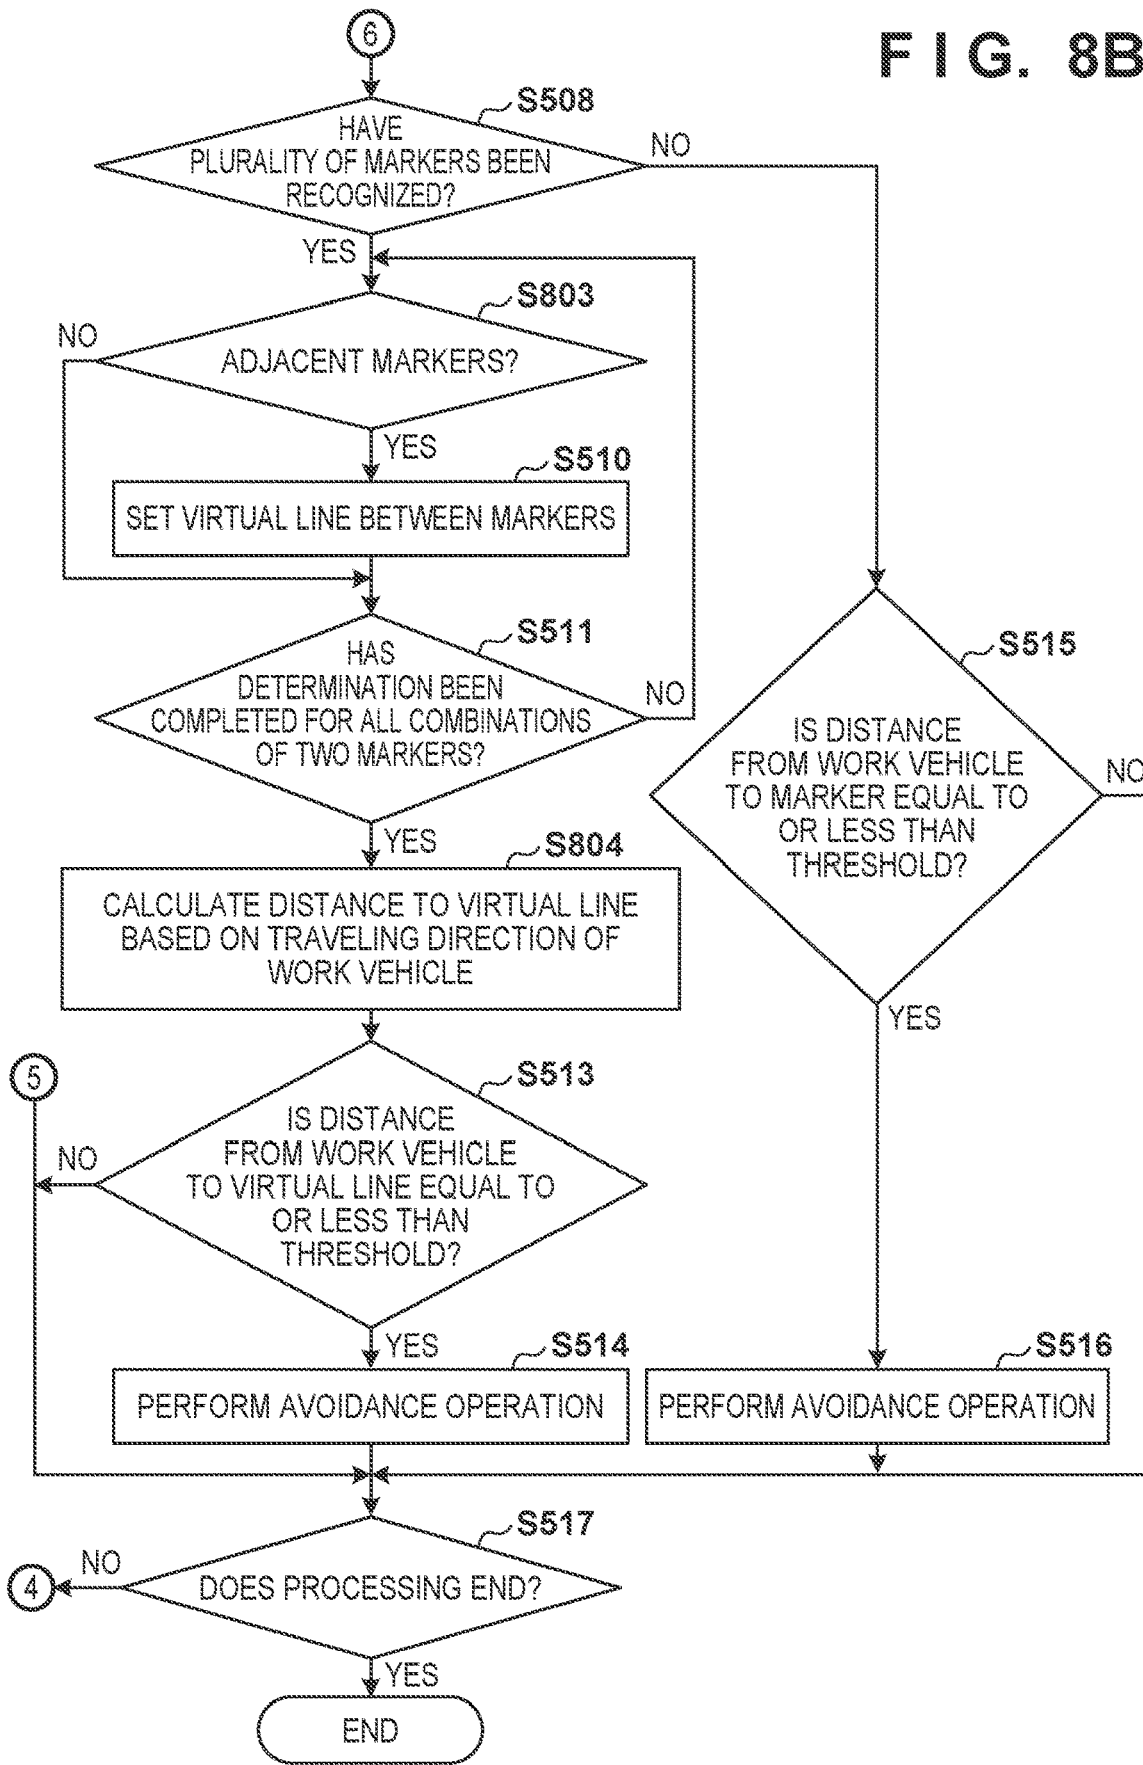 FIG. 8B
6
S508
HAVE
PLURALITY OF MARKERS BEEN
RECOGNIZED?
NO
YES
S803
NO
ADJACENT MARKERS?
YES
S510
SET VIRTUAL LINE BETWEEN MARKERS
S511
HAS
DETERMINATION BEEN
COMPLETED FOR ALL COMBINATIONS
OF TWO MARKERS?
NO
YES
S515
IS DISTANCE
FROM WORK VEHICLE
TO MARKER EQUAL TO
OR LESS THAN
THRESHOLD?
NO
YES
S804
CALCULATE DISTANCE TO VIRTUAL LINE
BASED ON TRAVELING DIRECTION OF
WORK VEHICLE
5
S513
IS DISTANCE
FROM WORK VEHICLE
TO VIRTUAL LINE EQUAL TO
OR LESS THAN
THRESHOLD?
NO
YES
S514
PERFORM AVOIDANCE OPERATION
S516
PERFORM AVOIDANCE OPERATION
S517
NO
4
DOES PROCESSING END?
YES
END